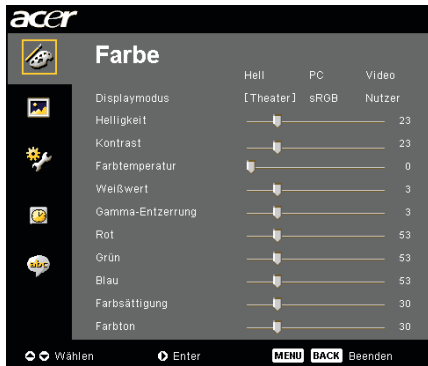 acer
Farbe
Hell PC Video
Displaymodus [Theater] sRGB Nutzer
Helligkeit 23
Kontrast 23
Farbtemperatur 0
Weißwert 3
Gamma-Entzerrung 3
Rot 53
Grün 53
Blau 53
Farbsättigung 30
Farbton 30
abc
Wählen Enter MENU BACK Beenden